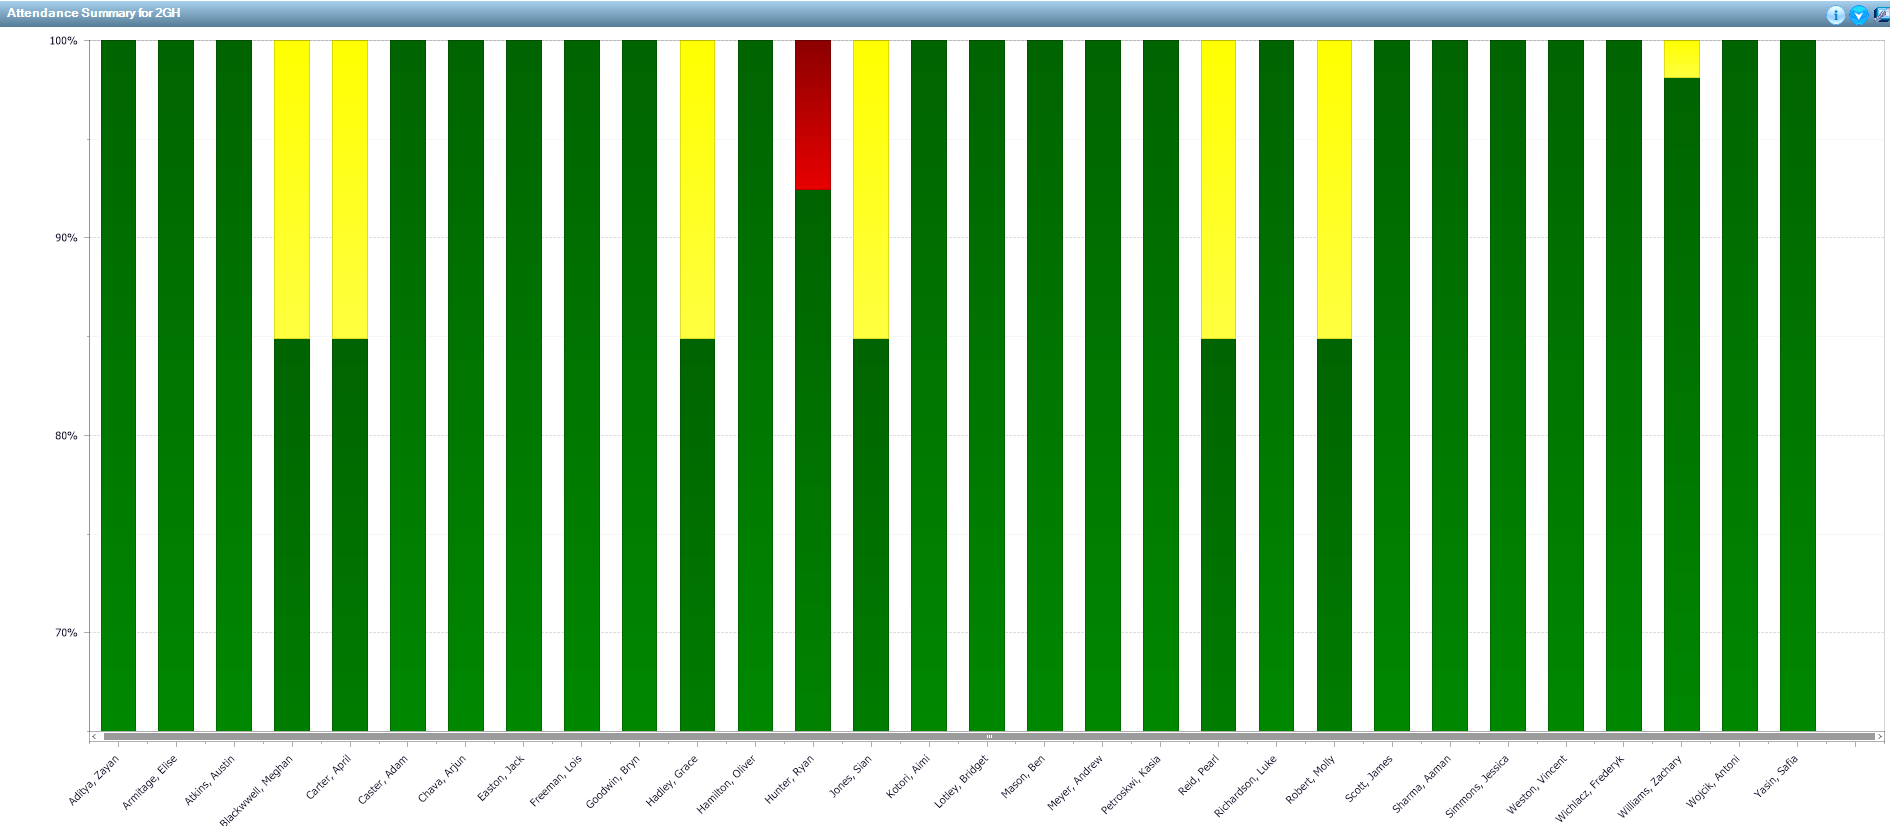 Attendance Summary for 2GH
100%
90%
80%
70%
Aditya, Zayan
Armitage, Elise
Atkins, Austin
Blackwwell, Meghan
Carter, April
Caster, Adam
Chava, Arjun
Easton, Jack
Freeman, Lois
Goodwin, Bryn
Hadley, Grace
Hamilton, Oliver
Hunter, Ryan
Jones, Sian
Kotori, Aimi
Lotley, Bridget
Mason, Ben
Meyer, Andrew
Petroskwi, Kasia
Reid, Pearl
Richardson, Luke
Robert, Molly
Scott, James
Sharma, Aaman
Simmons, Jessica
Weston, Vincent
Wichlacz, Frederyk
Williams, Zachary
Wojcik, Antoni
Yasin, Safia